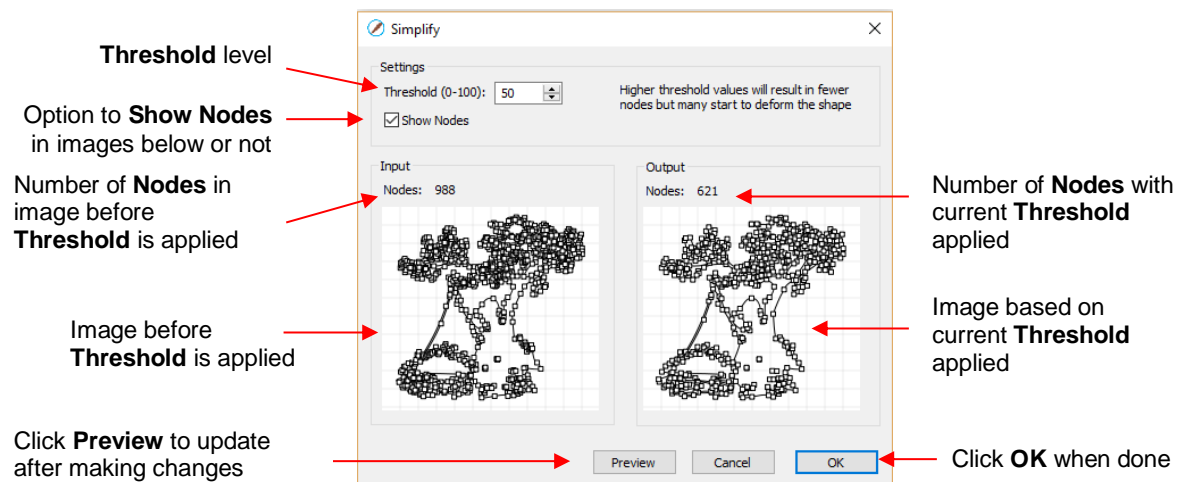 Simplify
Threshold level
Settings
Threshold (0-100): 50
Higher threshold values will result in fewer
nodes but many start to deform the shape
Option to Show Nodes
in images below or not
Show Nodes
Input
Nodes: 988
Output
Nodes: 621
Number of Nodes in
image before
Threshold is applied
Number of Nodes with
current Threshold
applied
Image before
Threshold is applied
Image based on
current Threshold
applied
Click Preview to update
after making changes
Preview
Cancel
OK
Click OK when done